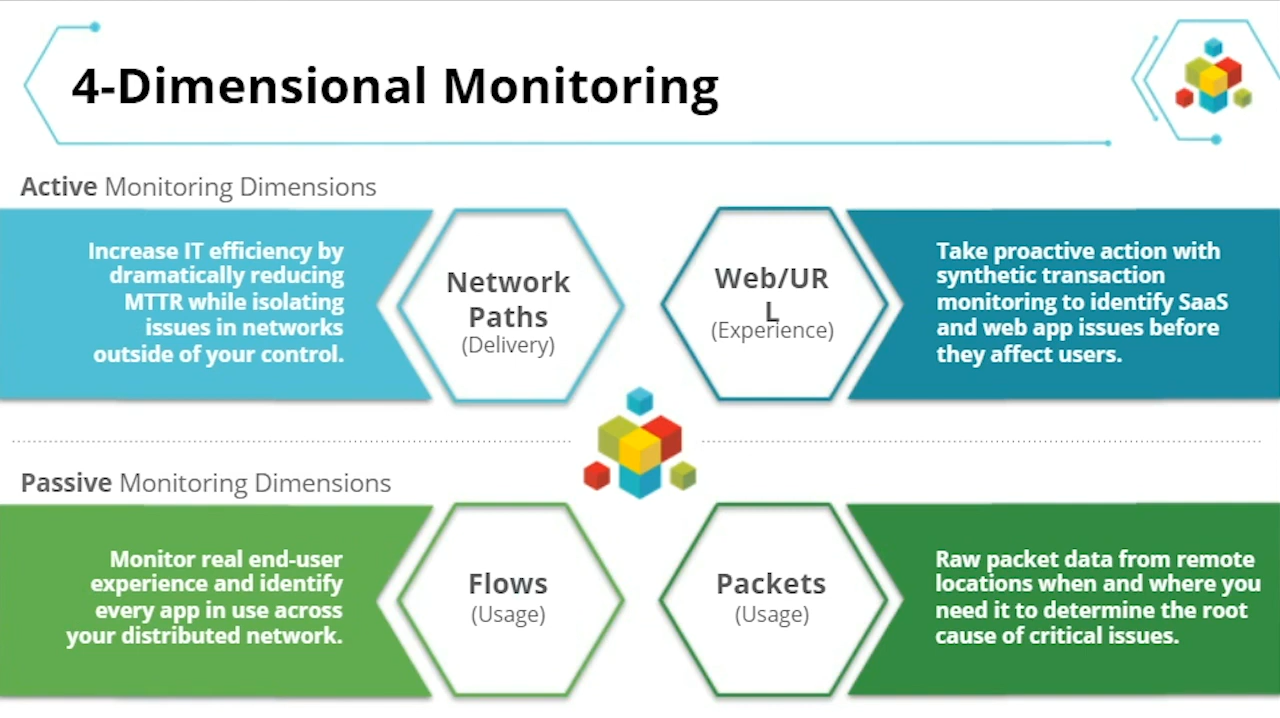 4-Dimensional Monitoring
Active Monitoring Dimensions
Increase IT efficiency by
dramatically reducing
MTTR while isolating
issues in networks
outside of your control.
Network
Paths
(Delivery)
Web/UR
L
(Experience)
Take proactive action with
synthetic transaction
monitoring to identify SaaS
and web app issues before
they affect users.
Passive Monitoring Dimensions
Monitor real end-user
experience and identify
every app in use across
your distributed network.
Flows
(Usage)
Packets
(Usage)
Raw packet data from remote
locations when and where you
need it to determine the root
cause of critical issues.